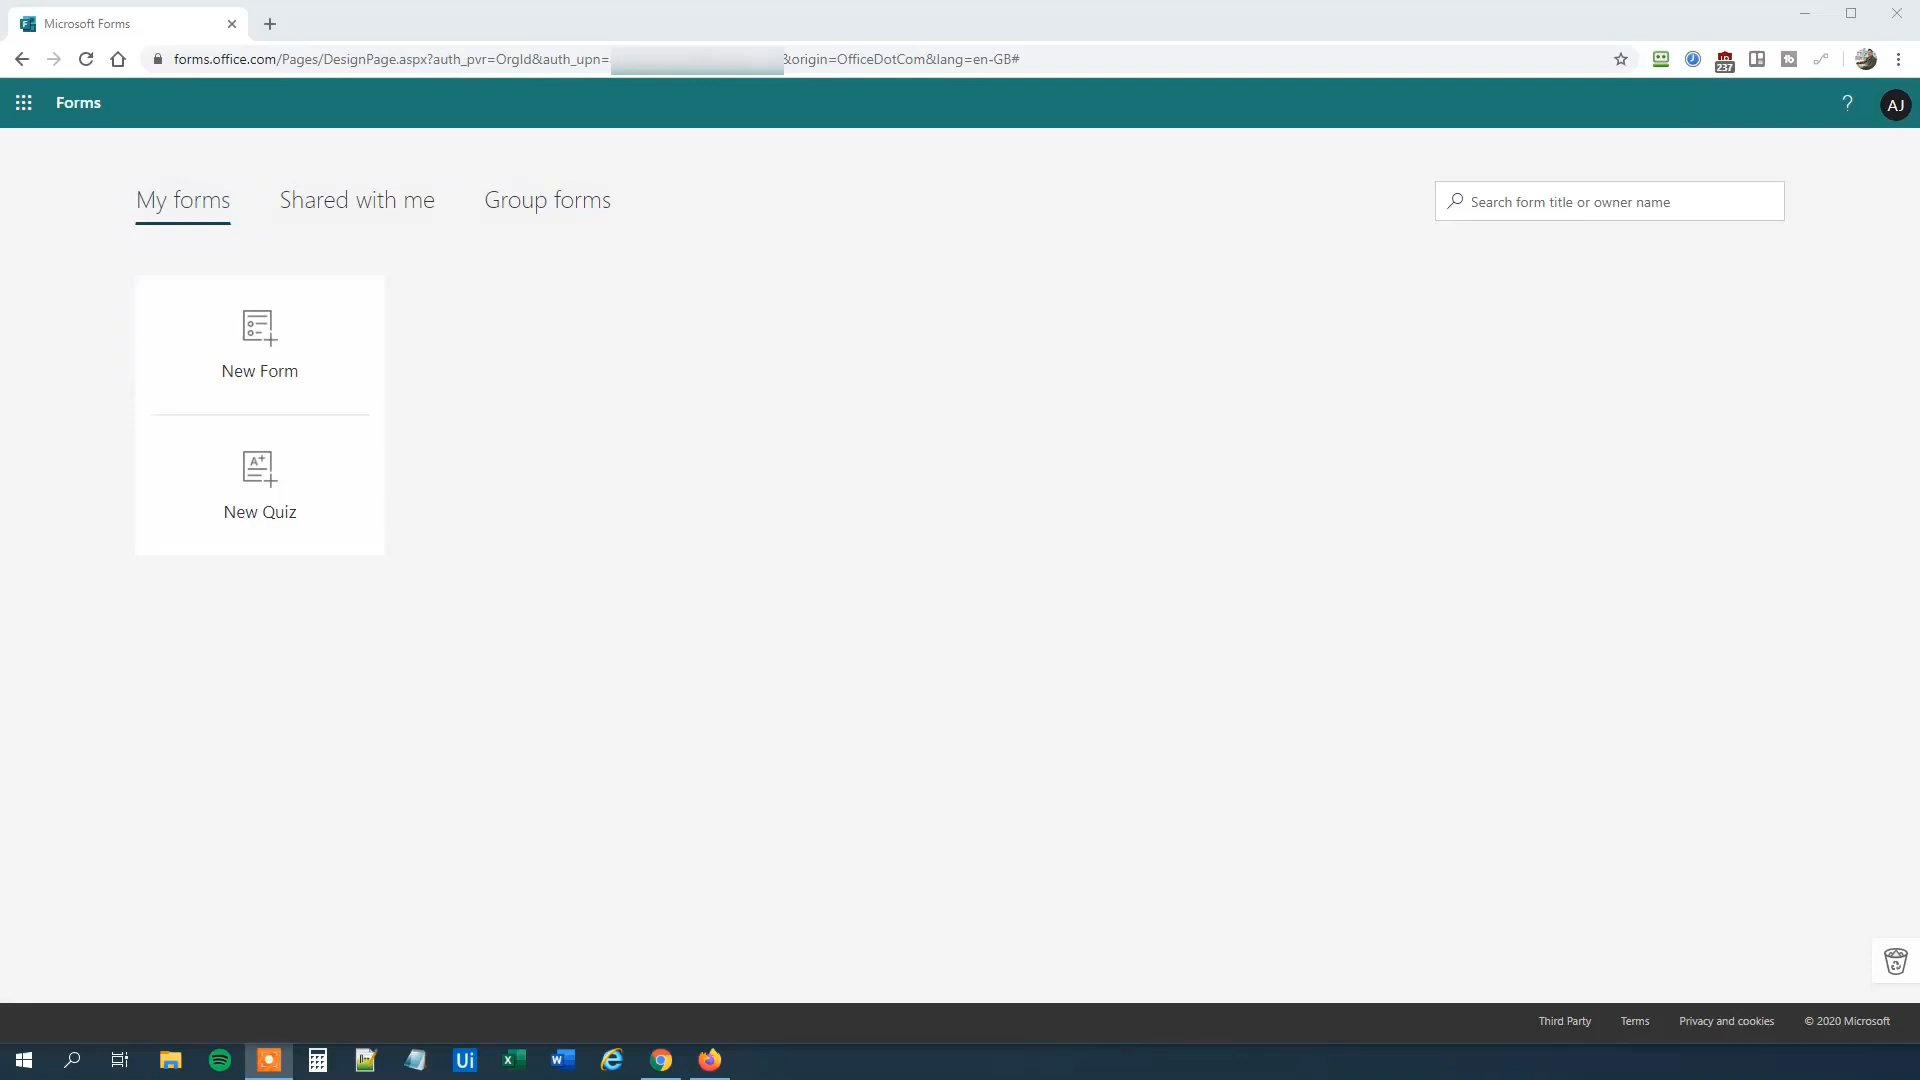 Microsoft Forms
forms.office.com/Pages/DesignPage.aspx?auth_pvr=OrgId&auth_upn= &origin=OfficeDotCom&lang=en-GB#
237
Forms
?
AJ
My forms
Shared with me
Group forms
Search form title or owner name
New Form
A+
New Quiz
Third Party
Terms
Privacy and cookies
© 2020 Microsoft
Ui